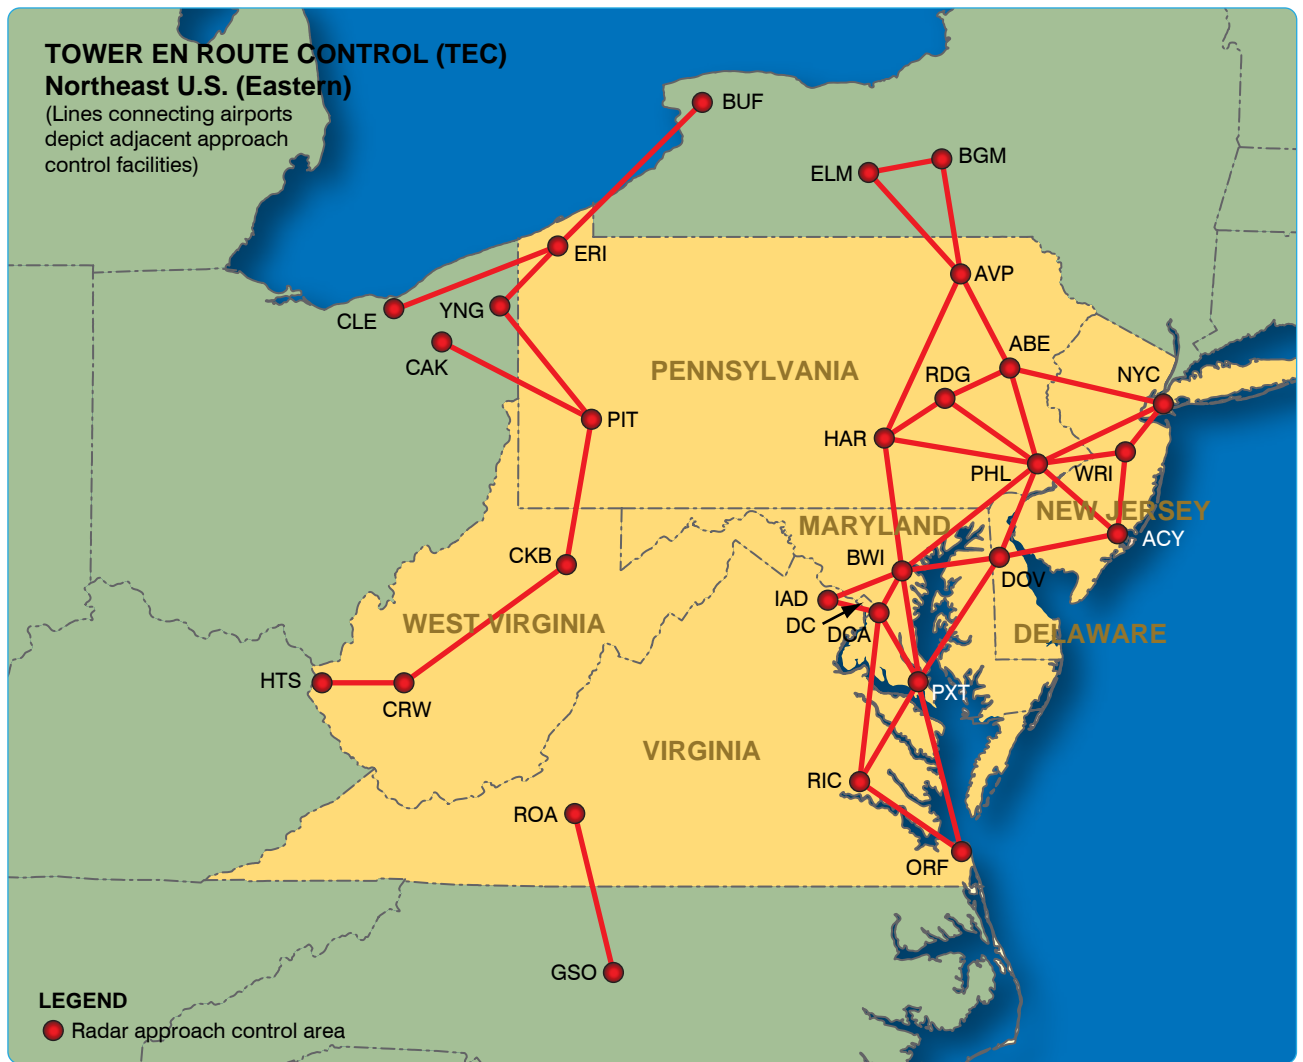 TOWER EN ROUTE CONTROL (TEC)
Northeast U.S. (Eastern)
(Lines connecting airports
depict adjacent approach
control facilities)
BUF
ELM
BGM
ERI
AVP
CLE
YNG
CAK
ABE
PENNSYLVANIA
RDG
NYC
PIT
HAR
PHL
WRI
MARYLAND
NEW JERSEY
ACY
CKB
BWI
DOV
IAD
DC
DCA
WEST VIRGINIA
DELAWARE
HTS
CRW
PXT
VIRGINIA
RIC
ROA
ORF
GSO
LEGEND
Radar approach control area